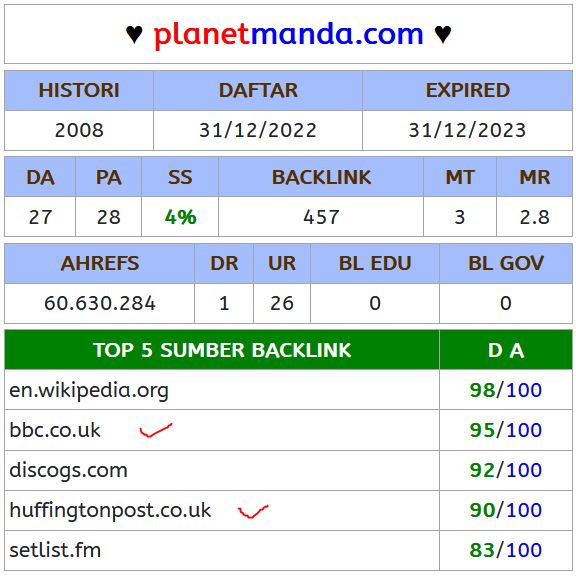 ♥ planetmanda.com ♥
HISTORI DAFTAR EXPIRED
2008 31/12/2022 31/12/2023
DA PA SS BACKLINK MT MR
27 28 4% 457 3 2.8
AHREFS DR UR BL EDU BL GOV
60.630.284 1 26 0 0
TOP 5 SUMBER BACKLINK D A
en.wikipedia.org 98/100
bbc.co.uk 95/100
discogs.com 92/100
huffingtonpost.co.uk 90/100
setlist.fm 83/100